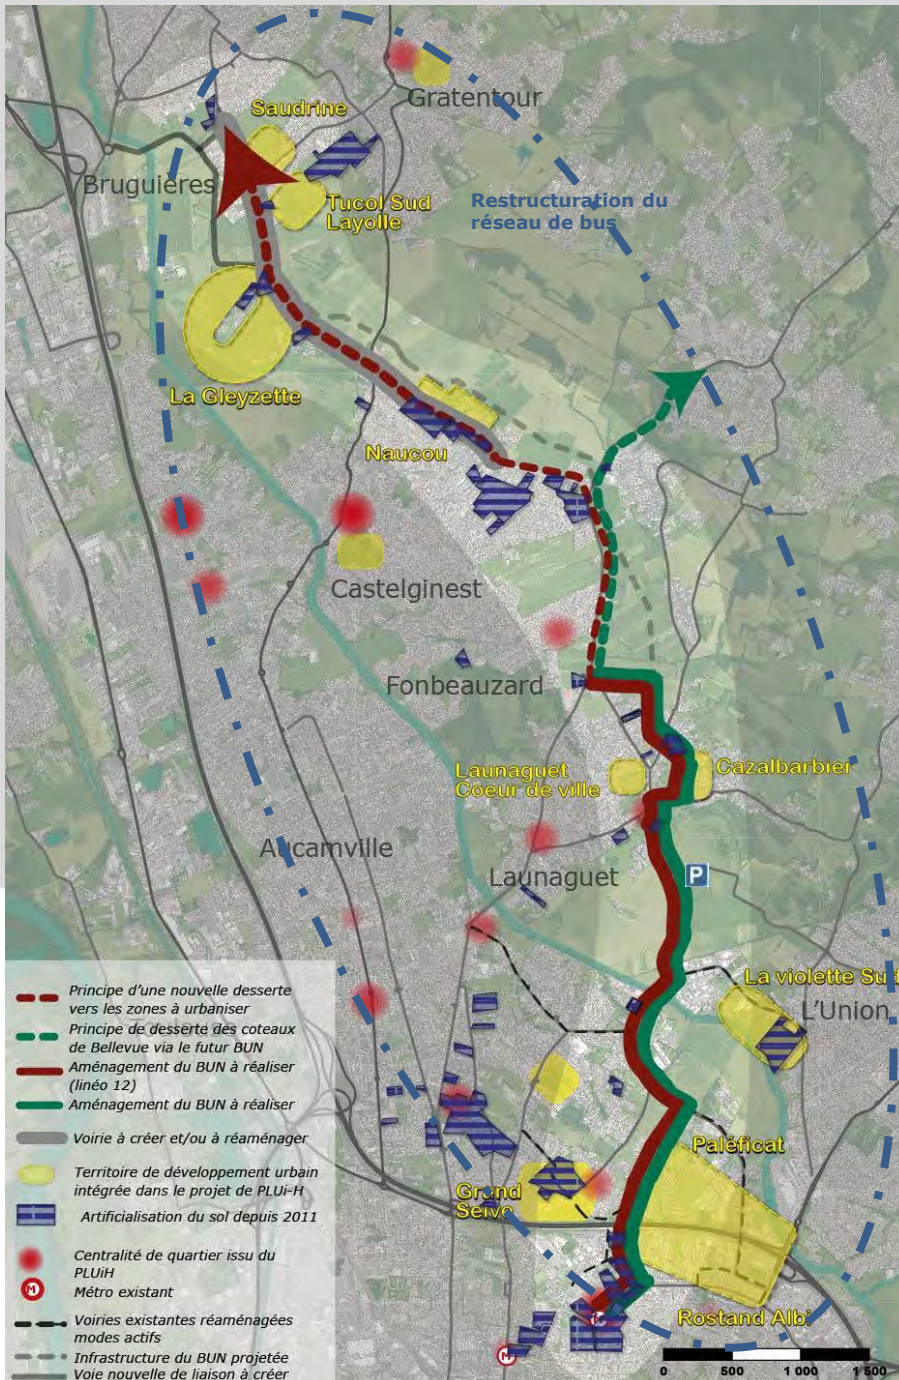 Gratentour
Saudrine
Bruguières
Tucol Sud
Layolle
Restructuration du
réseau de bus
La Gleyzette
Naucou
Castelginest
Fonbeauzard
Launaguet
Coeur de ville
Cazalbarbier
Aucamville
Launaguet
P
La violette Sud
L'Union
Paléficat
Grand
Selve
Rostand Albi
M
M
Principe d'une nouvelle desserte
vers les zones à urbaniser
Principe de desserte des coteaux
de Bellevue via le futur BUN
Aménagement du BUN à réaliser
(linéo 12)
Aménagement du BUN à réaliser
Voirie à créer et/ou à réaménager
Territoire de développement urbain
intégrée dans le projet de PLUi-H
Artificialisation du sol depuis 2011
Centralité de quartier issu du
PLUiH
M Métro existant
Voiries existantes réaménagées
modes actifs
Infrastructure du BUN projetée
Voie nouvelle de liaison à créer
0 500 1 000 1 500